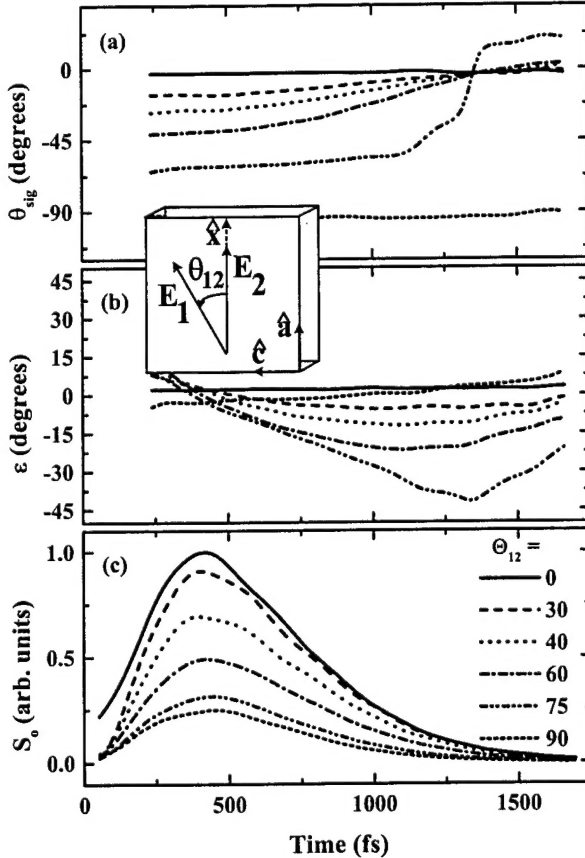 (a)
0
-45
-90
θsig (degrees)
x̂
θ12
E1
E2
â
ĉ
(b)
45
30
15
0
-15
-30
-45
ε (degrees)
(c)
1.0
0.5
0.0
So (arb. units)
Θ12 =
0
30
40
60
75
90
0 500 1000 1500
Time (fs)